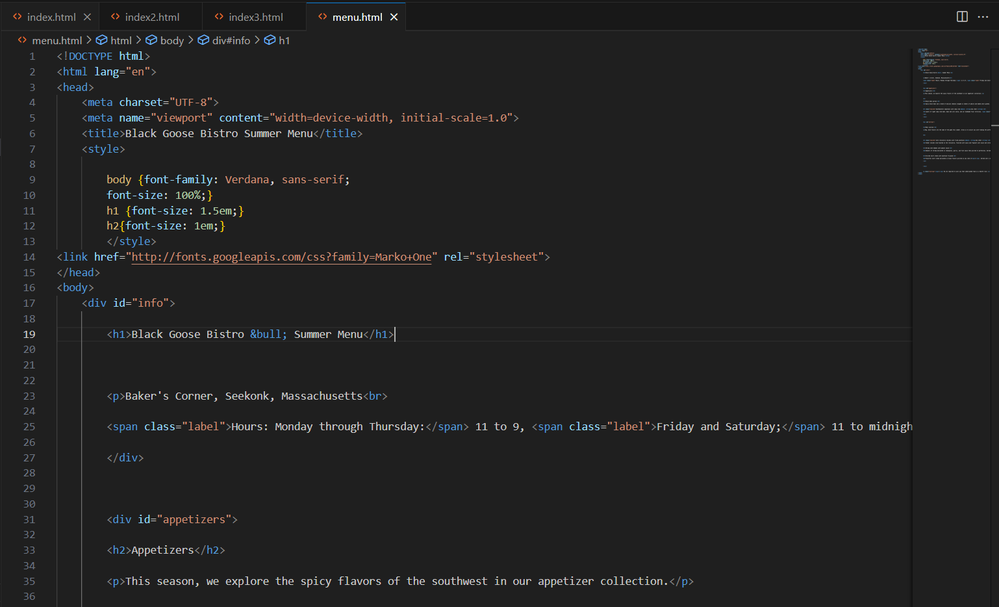 index.html index2.html index3.html menu.html
menu.html > html > body > div#info > h1
1 <!DOCTYPE html>
2 <html lang="en">
3 <head>
4 <meta charset="UTF-8">
5 <meta name="viewport" content="width=device-width, initial-scale=1.0">
6 <title>Black Goose Bistro Summer Menu</title>
7 <style>
8
9 body {font-family: Verdana, sans-serif;
10 font-size: 100%;}
11 h1 {font-size: 1.5em;}
12 h2{font-size: 1em;}
13 </style>
14 <link href="http://fonts.googleapis.com/css?family=Marko+One" rel="stylesheet">
15 </head>
16 <body>
17 <div id="info">
18
19 <h1>Black Goose Bistro &bull; Summer Menu</h1>
20
21
22
23 <p>Baker's Corner, Seekonk, Massachusetts<br>
24
25 <span class="label">Hours: Monday through Thursday:</span> 11 to 9, <span class="label">Friday and Saturday;</span> 11 to midnigh
26
27 </div>
28
29
30
31 <div id="appetizers">
32
33 <h2>Appetizers</h2>
34
35 <p>This season, we explore the spicy flavors of the southwest in our appetizer collection.</p>
36